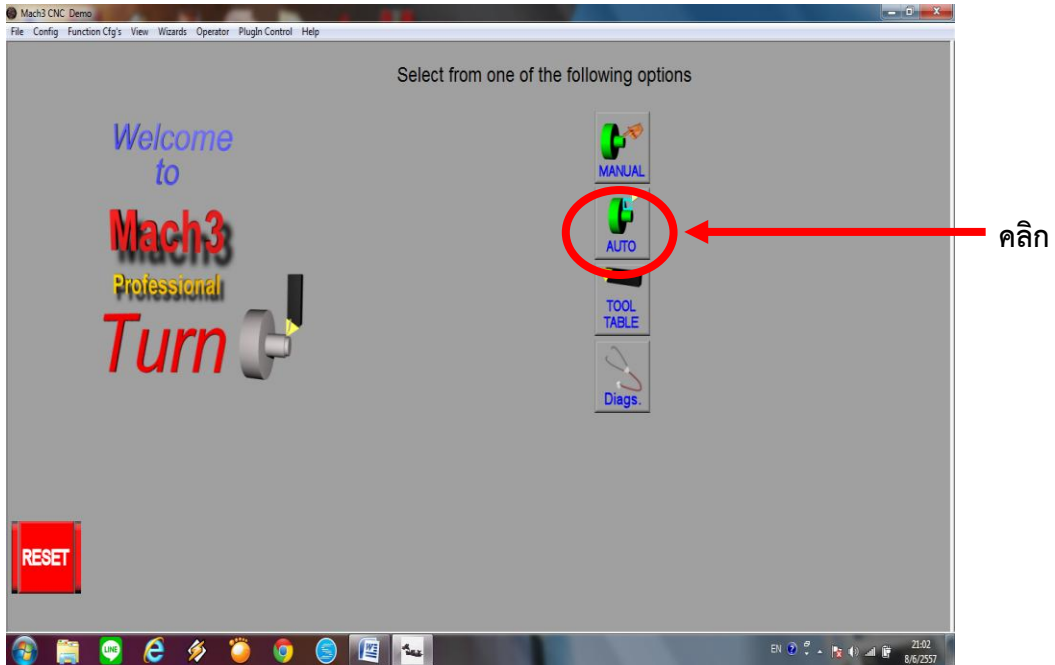 Mach3 CNC Demo
File Config Function Cfg's View Wizards Operator PlugIn Control Help
Select from one of the following options
Welcome
to
Mach3
Professional
Turn
MANUAL
AUTO
คลิก
TOOL
TABLE
Diags.
RESET
LINE
EN
21:02
8/6/2557